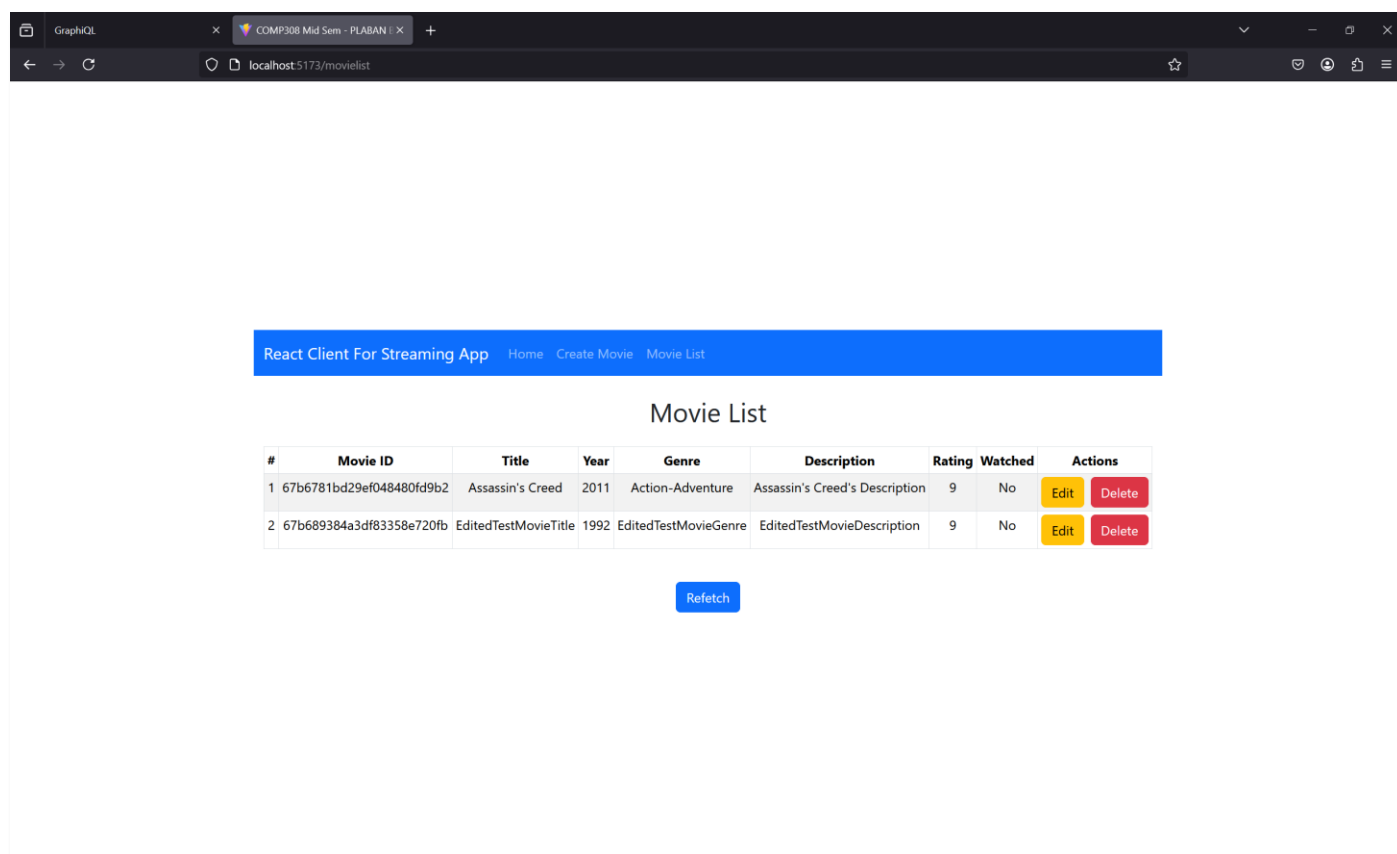 GraphiQL
COMP308 Mid Sem - PLABAN
localhost:5173/movielist
React Client For Streaming App Home Create Movie Movie List
Movie List
# Movie ID Title Year Genre Description Rating Watched Actions
1 67b6781bd29ef048480fd9b2 Assassin's Creed 2011 Action-Adventure Assassin's Creed's Description 9 No Edit Delete
2 67b689384a3df83358e720fb EditedTestMovieTitle 1992 EditedTestMovieGenre EditedTestMovieDescription 9 No Edit Delete
Refetch